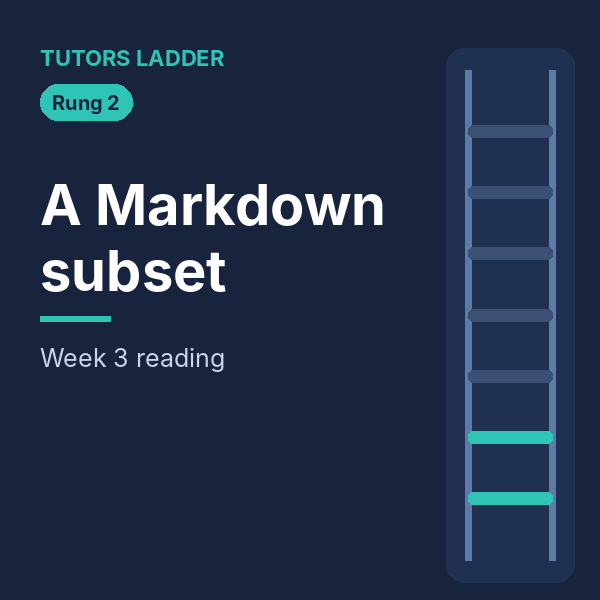 TUTORS LADDER
Rung 2
A Markdown
subset
Week 3 reading